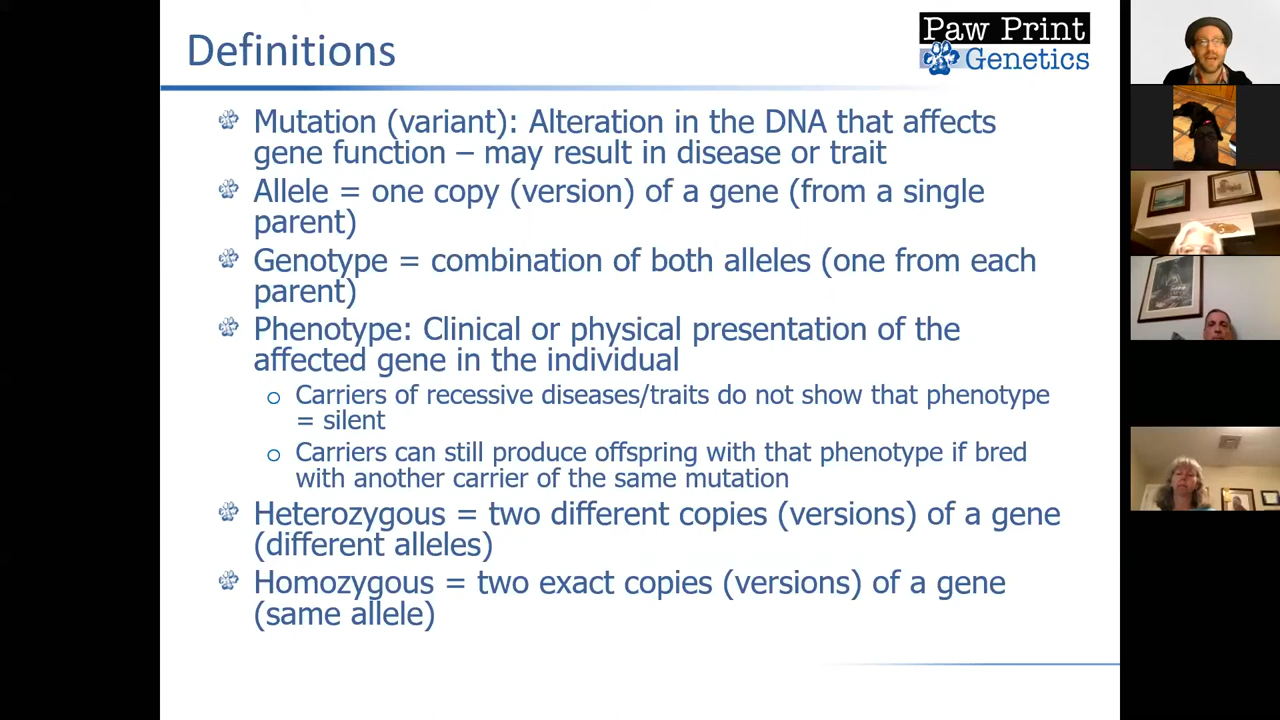 Definitions
Paw Print
Genetics
Mutation (variant): Alteration in the DNA that affects
gene function – may result in disease or trait
Allele = one copy (version) of a gene (from a single
parent)
Genotype = combination of both alleles (one from each
parent)
Phenotype: Clinical or physical presentation of the
affected gene in the individual
o Carriers of recessive diseases/traits do not show that phenotype
= silent
o Carriers can still produce offspring with that phenotype if bred
with another carrier of the same mutation
Heterozygous = two different copies (versions) of a gene
(different alleles)
Homozygous = two exact copies (versions) of a gene
(same allele)